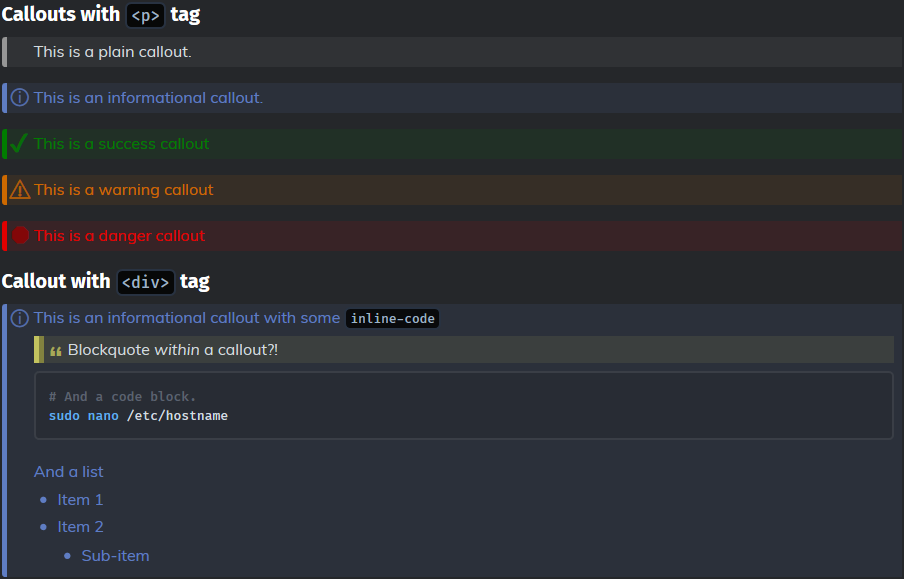 Callouts with <p> tag
This is a plain callout.
This is an informational callout.
This is a success callout
This is a warning callout
This is a danger callout
Callout with <div> tag
This is an informational callout with some inline-code
“ Blockquote within a callout?!
# And a code block.
sudo nano /etc/hostname
And a list
• Item 1
• Item 2
• Sub-item